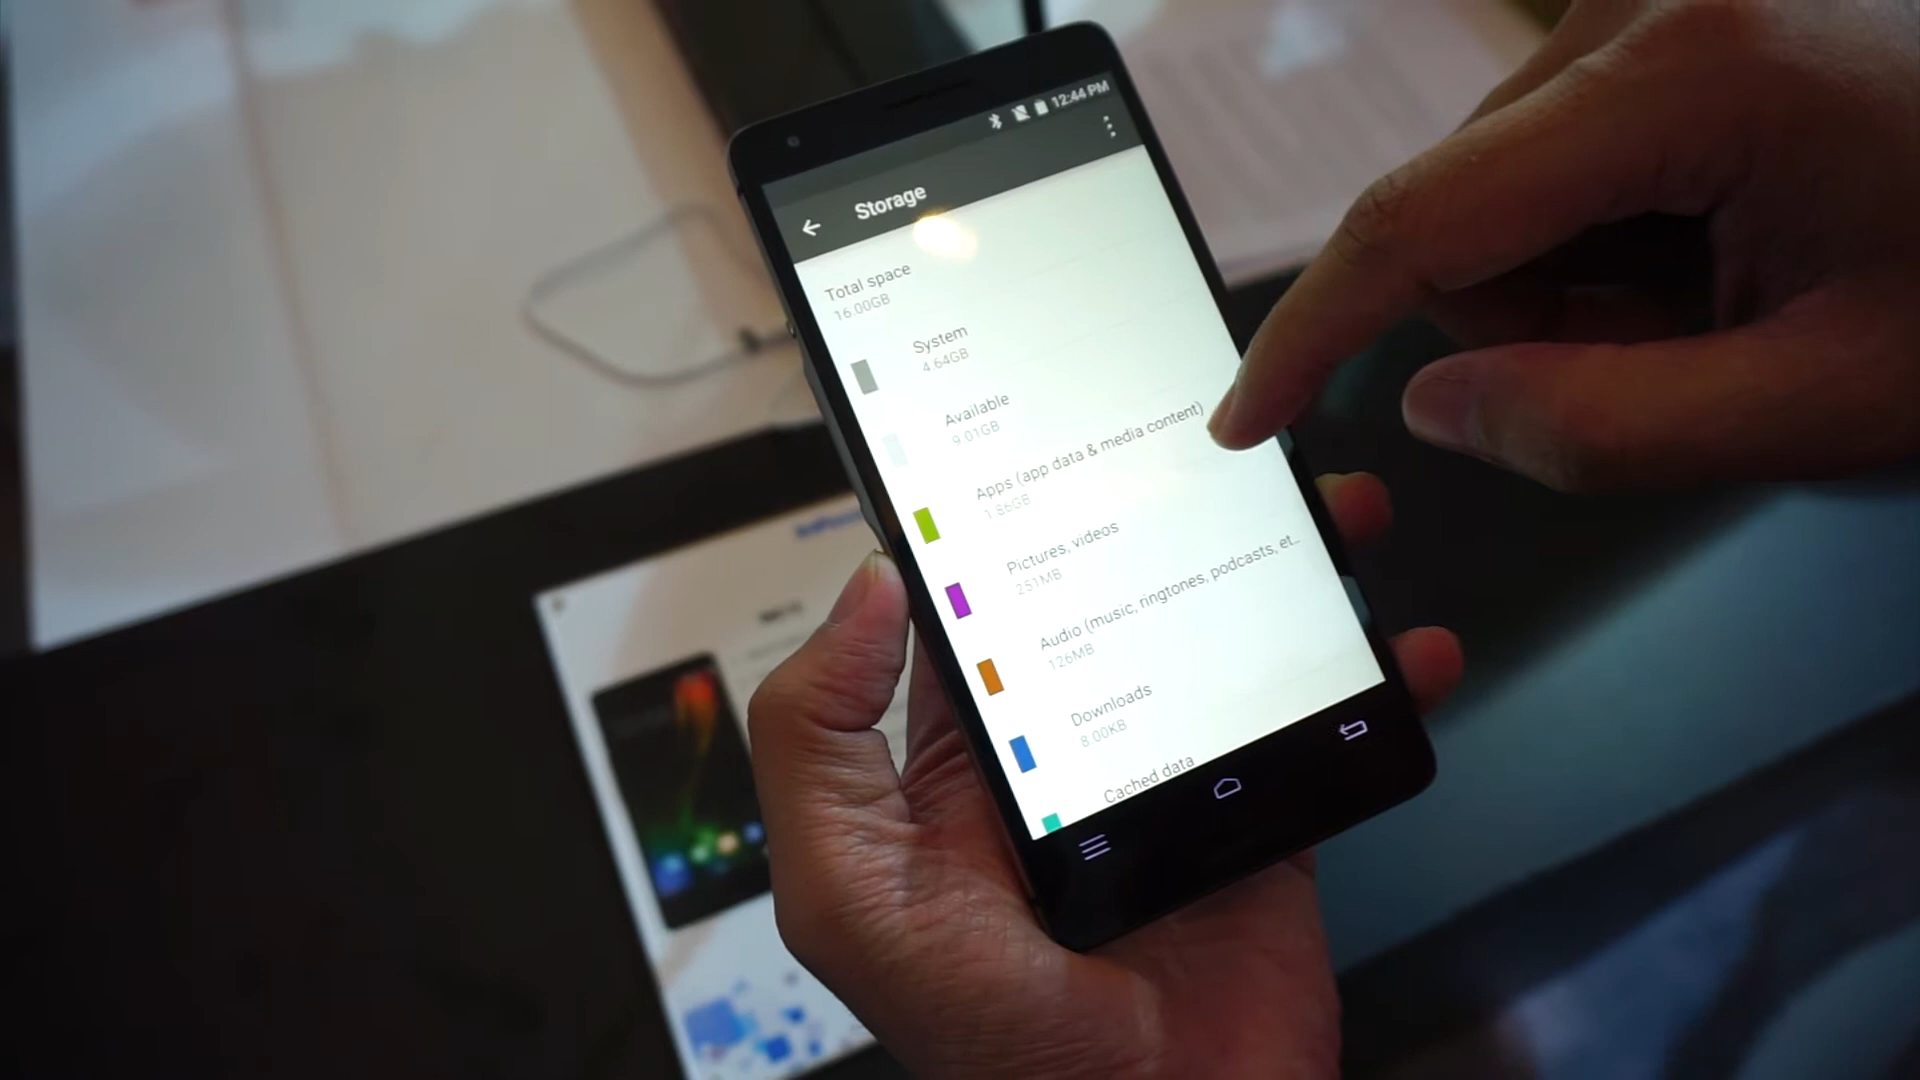 12:44 PM
Storage
Total space
16.00GB
System
4.64GB
Available
9.01GB
Apps (app data & media content)
1.86GB
Pictures, videos
251MB
Audio (music, ringtones, podcasts, et...
126MB
Downloads
8.00KB
Cached data